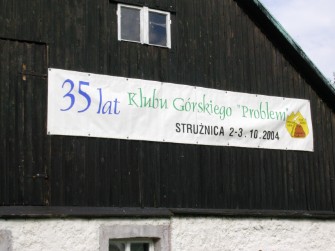 35 lat Klubu Górskiego "Problem"
STRUŻNICA 2-3.10.2004